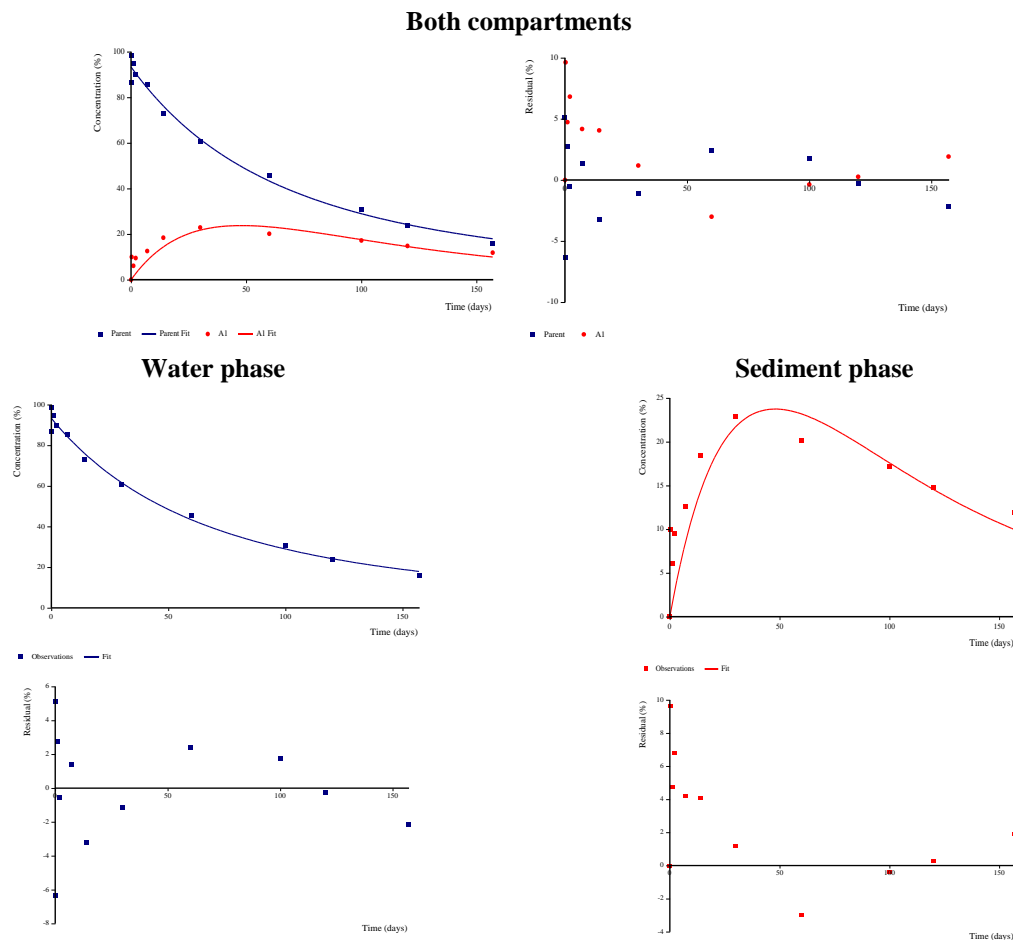 Both compartments
Concentration (%)
100
80
60
40
20
0
50
100
150
Time (days)
Parent
Parent Fit
A1
A1 Fit
Residual (%)
10
5
0
-5
-10
50
100
150
Time (days)
Parent
A1
Water phase
Concentration (%)
100
80
60
40
20
0
0
50
100
150
Time (days)
Observations
Fit
Residual (%)
6
4
2
0
-2
-4
-6
-8
0
50
100
150
Time (days)
Sediment phase
Concentration (%)
25
20
15
10
5
0
0
50
100
150
Time (days)
Observations
Fit
Residual (%)
10
8
6
4
2
0
-2
-4
0
50
100
150
Time (days)